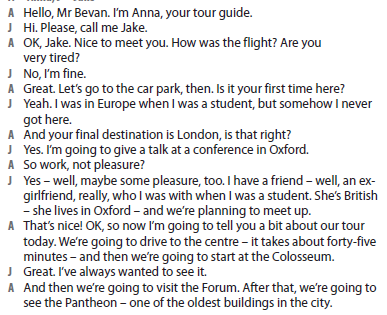 A Hello, Mr Bevan. I'm Anna, your tour guide.
J Hi. Please, call me Jake.
A OK, Jake. Nice to meet you. How was the flight? Are you
very tired?
J No, I'm fine.
A Great. Let's go to the car park, then. Is it your first time here?
J Yeah. I was in Europe when I was a student, but somehow I never
got here.
A And your final destination is London, is that right?
J Yes. I'm going to give a talk at a conference in Oxford.
A So work, not pleasure?
J Yes – well, maybe some pleasure, too. I have a friend – well, an ex-
girlfriend, really, who I was with when I was a student. She's British
– she lives in Oxford – and we're planning to meet up.
A That's nice! OK, so now I'm going to tell you a bit about our tour
today. We're going to drive to the centre – it takes about forty-five
minutes – and then we're going to start at the Colosseum.
J Great. I've always wanted to see it.
A And then we're going to visit the Forum. After that, we're going to
see the Pantheon – one of the oldest buildings in the city.